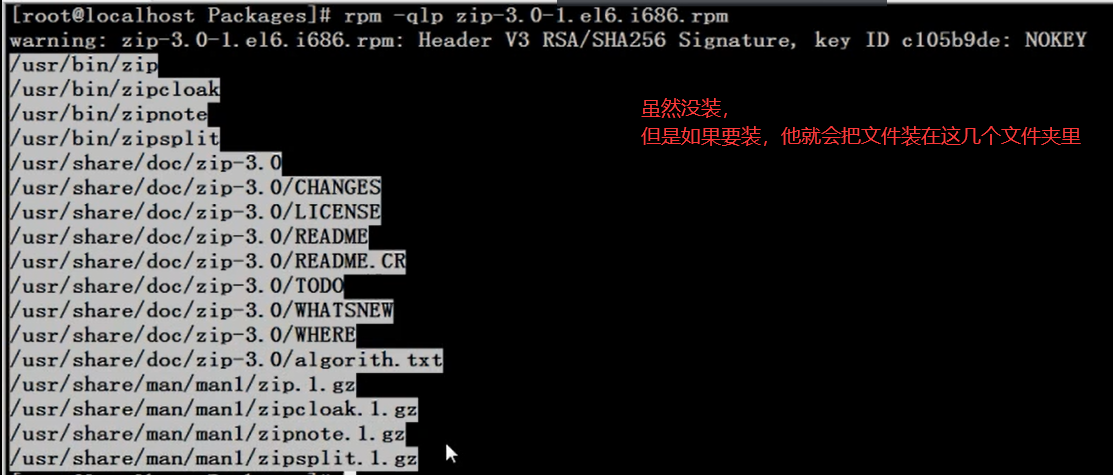 [root@localhost Packages]# rpm -qlp zip-3.0-1.el6.i686.rpm
warning: zip-3.0-1.el6.i686.rpm: Header V3 RSA/SHA256 Signature, key ID c105b9de: NOKEY
/usr/bin/zip
/usr/bin/zipcloak
/usr/bin/zipnote
/usr/bin/zipsplit
/usr/share/doc/zip-3.0
/usr/share/doc/zip-3.0/CHANGES
/usr/share/doc/zip-3.0/LICENSE
/usr/share/doc/zip-3.0/README
/usr/share/doc/zip-3.0/README.CR
/usr/share/doc/zip-3.0/TODO
/usr/share/doc/zip-3.0/WHATSNEW
/usr/share/doc/zip-3.0/WHERE
/usr/share/doc/zip-3.0/algorith.txt
/usr/share/man/man1/zip.1.gz
/usr/share/man/man1/zipcloak.1.gz
/usr/share/man/man1/zipnote.1.gz
/usr/share/man/man1/zipsplit.1.gz
虽然没装，
但是如果要装，他就会把文件装在这几个文件夹里